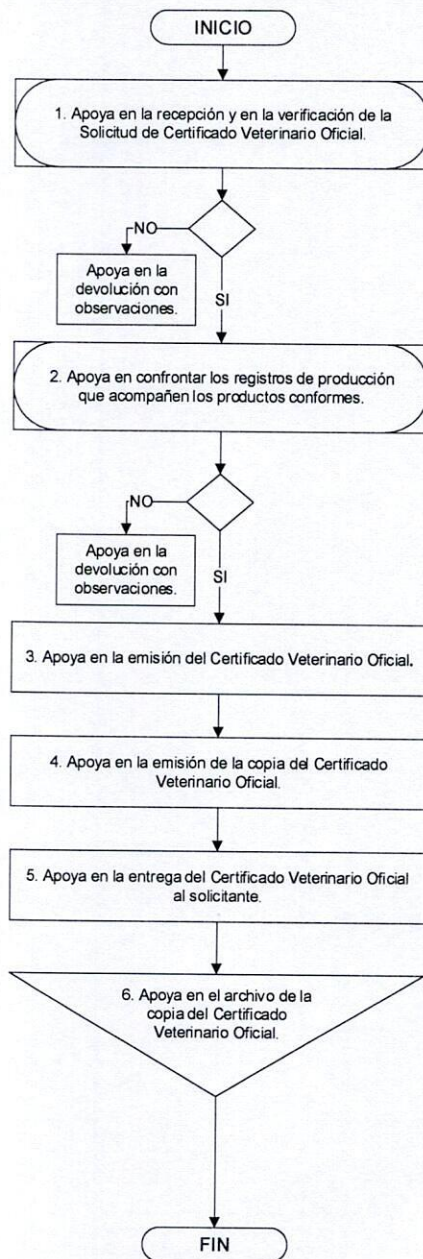 INICIO
1. Apoya en la recepción y en la verificación de la
Solicitud de Certificado Veterinario Oficial.
NO
Apoya en la
devolución con
observaciones.
SI
2. Apoya en confrontar los registros de producción
que acompañen los productos conformes.
NO
Apoya en la
devolución con
observaciones.
SI
3. Apoya en la emisión del Certificado Veterinario Oficial.
4. Apoya en la emisión de la copia del Certificado
Veterinario Oficial.
5. Apoya en la entrega del Certificado Veterinario Oficial
al solicitante.
6. Apoya en el archivo de la
copia del Certificado
Veterinario Oficial.
FIN